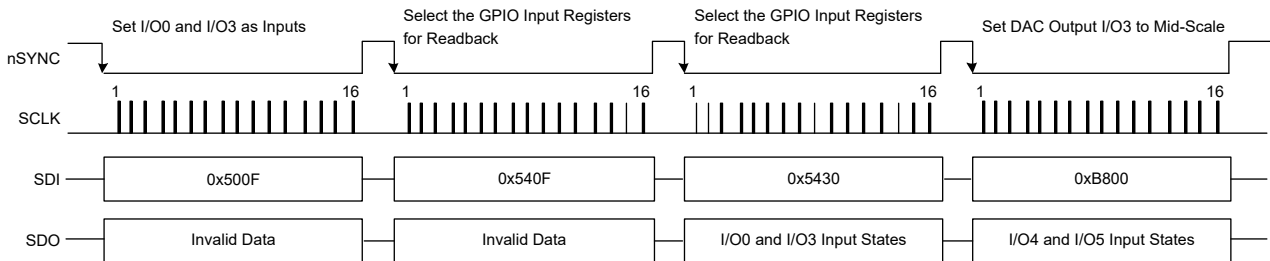 Set I/O0 and I/O3 as Inputs
Select the GPIO Input Registers
for Readback
Select the GPIO Input Registers
for Readback
Set DAC Output I/O3 to Mid-Scale
nSYNC
1 16 1 16 1 16 1 16
SCLK
SDI 0x500F 0x540F 0x5430 0xB800
SDO Invalid Data Invalid Data I/O0 and I/O3 Input States I/O4 and I/O5 Input States